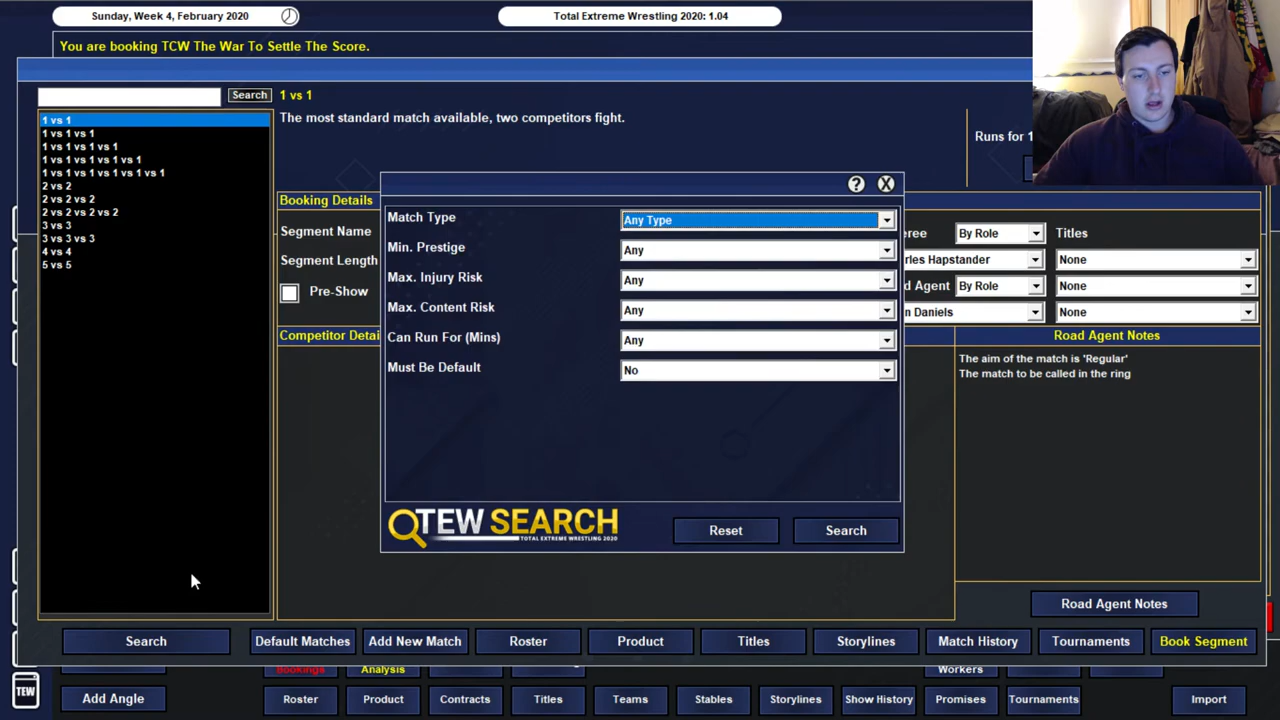 Sunday, Week 4, February 2020
Total Extreme Wrestling 2020: 1.04
You are booking TCW The War To Settle The Score.
Search
1 vs 1
The most standard match available, two competitors fight.
Runs for 1
1 vs 1
1 vs 1 vs 1
1 vs 1 vs 1 vs 1
1 vs 1 vs 1 vs 1 vs 1
1 vs 1 vs 1 vs 1 vs 1 vs 1
2 vs 2
2 vs 2 vs 2
2 vs 2 vs 2 vs 2
3 vs 3
3 vs 3 vs 3
4 vs 4
5 vs 5
Booking Details
Segment Name
Segment Length
Pre-Show
Competitor Detai
?
X
Match Type
Any Type
Min. Prestige
Any
Max. Injury Risk
Any
Max. Content Risk
Any
Can Run For (Mins)
Any
Must Be Default
No
TEW SEARCH
TOTAL EXTREME WRESTLING 2020
Reset
Search
eree
By Role
Titles
rles Hapstander
None
d Agent
By Role
None
n Daniels
None
Road Agent Notes
The aim of the match is 'Regular'
The match to be called in the ring
Road Agent Notes
Search
Default Matches
Add New Match
Roster
Product
Titles
Storylines
Match History
Tournaments
Book Segment
Bookings
Analysis
Workers
TEW
Add Angle
Roster
Product
Contracts
Titles
Teams
Stables
Storylines
Show History
Promises
Tournaments
Import